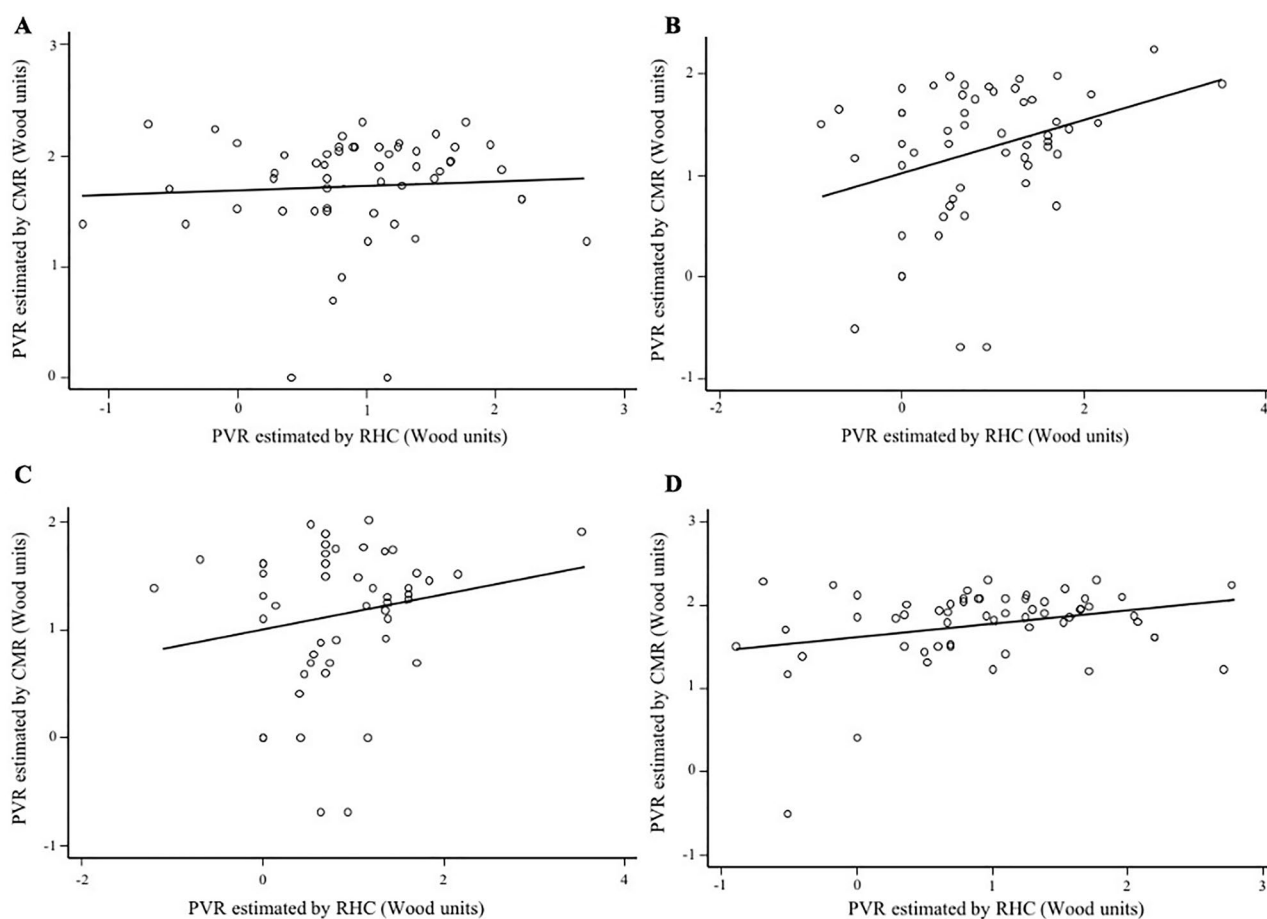 A
3
2
1
0
-1
0
1
2
3
PVR estimated by CMR (Wood units)
PVR estimated by RHC (Wood units)
B
2
1
0
-1
-2
0
2
4
PVR estimated by CMR (Wood units)
PVR estimated by RHC (Wood units)
C
2
1
0
-1
-2
0
2
4
PVR estimated by CMR (Wood units)
PVR estimated by RHC (Wood units)
D
3
2
1
0
-1
-1
0
1
2
3
PVR estimated by CMR (Wood units)
PVR estimated by RHC (Wood units)